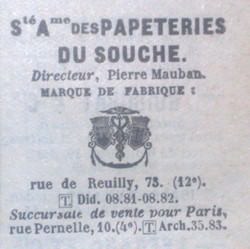 Sté Ame DES PAPETERIES
DU SOUCHE.
Directeur, Pierre Mauban.
MARQUE DE FABRIQUE :
rue de Reuilly, 73. (12e).
T Did. 08.81-08.82.
Succursale de vente pour Paris,
rue Pernelle, 10.(4e). T Arch.35.83.